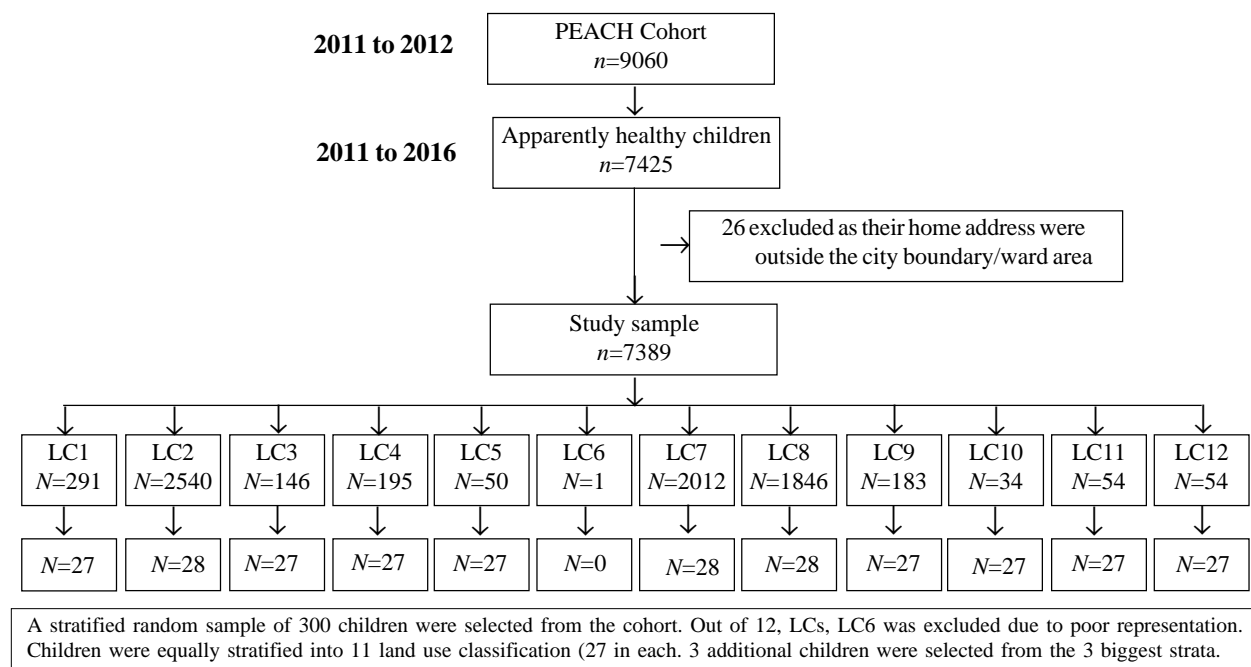 2011 to 2012
PEACH Cohort
n=9060
2011 to 2016
Apparently healthy children
n=7425
26 excluded as their home address were
outside the city boundary/ward area
Study sample
n=7389
LC1
N=291
LC2
N=2540
LC3
N=146
LC4
N=195
LC5
N=50
LC6
N=1
LC7
N=2012
LC8
N=1846
LC9
N=183
LC10
N=34
LC11
N=54
LC12
N=54
N=27
N=28
N=27
N=27
N=27
N=0
N=28
N=28
N=27
N=27
N=27
N=27
A stratified random sample of 300 children were selected from the cohort. Out of 12, LCs, LC6 was excluded due to poor representation.
Children were equally stratified into 11 land use classification (27 in each. 3 additional children were selected from the 3 biggest strata.